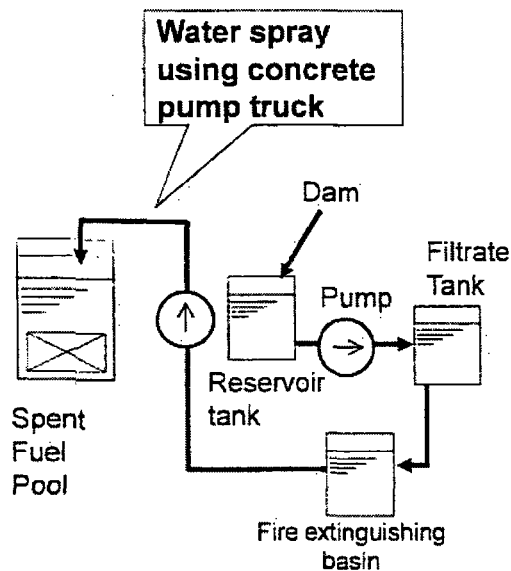 Water spray
using concrete
pump truck
Dam
Filtrate
Tank
Pump
Reservoir
tank
Spent
Fuel
Pool
Fire extinguishing
basin